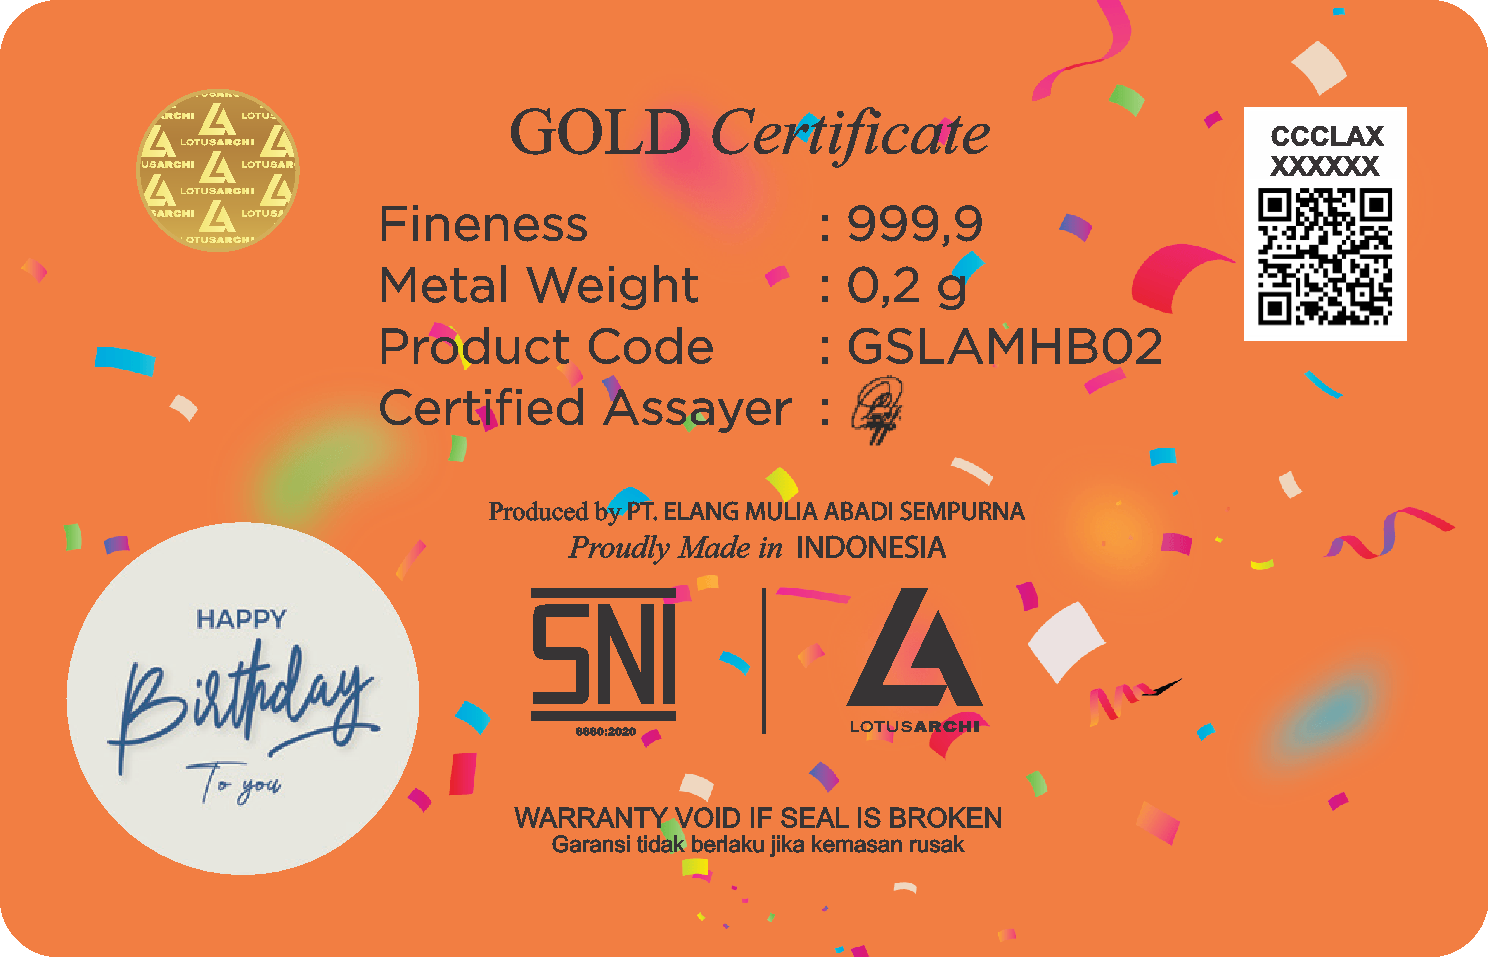 GOLD Certificate
CCCLAX
XXXXXX
LOTUSARCHI
Fineness : 999,9
Metal Weight : 0,2 g
Product Code : GSLAMHB02
Certified Assayer :
Produced by PT. ELANG MULIA ABADI SEMPURNA
Proudly Made in INDONESIA
HAPPY
Birthday
To you
SNI
8880:2020
LOTUSARCHI
WARRANTY VOID IF SEAL IS BROKEN
Garansi tidak berlaku jika kemasan rusak